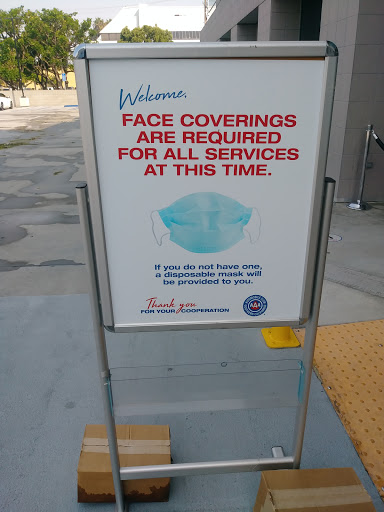 Welcome.
FACE COVERINGS
ARE REQUIRED
FOR ALL SERVICES
AT THIS TIME.
If you do not have one,
a disposable mask will
be provided to you.
Thank you
FOR YOUR COOPERATION
AAA